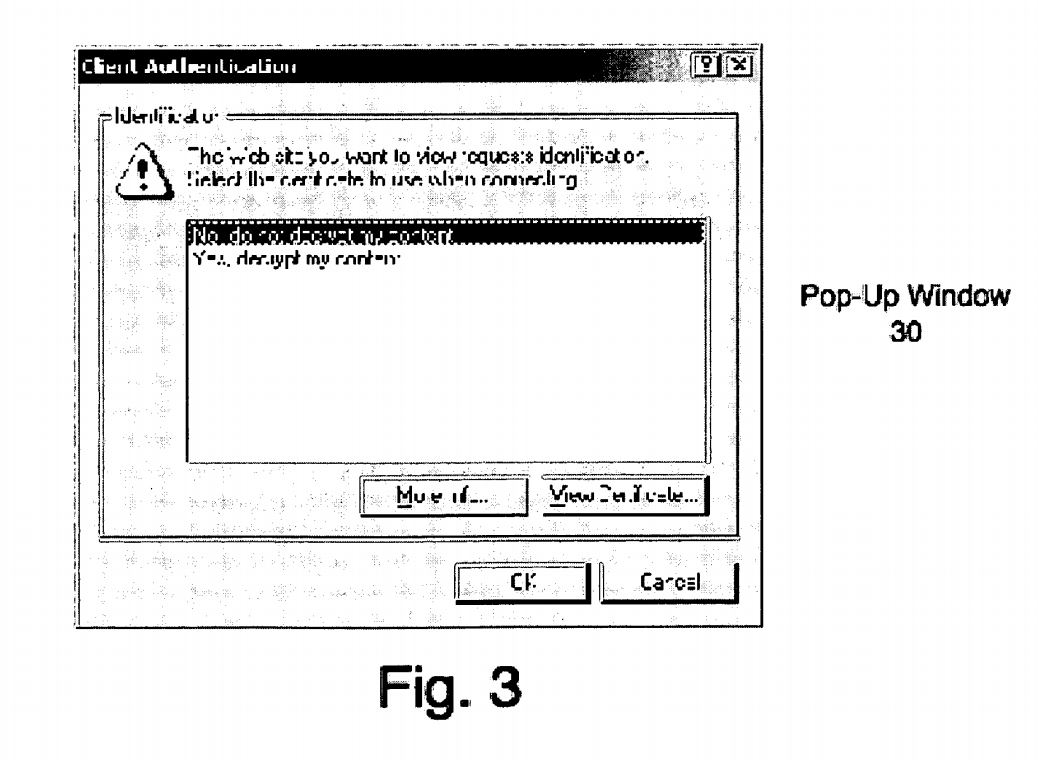 Client Authentication
Identification
The Web site you want to view requests identification.
Select the certificate to use when connecting.
No, do not decrypt my content
Yes, decrypt my content
More Info...
View Certificate...
OK
Cancel
Pop-Up Window
30
Fig. 3